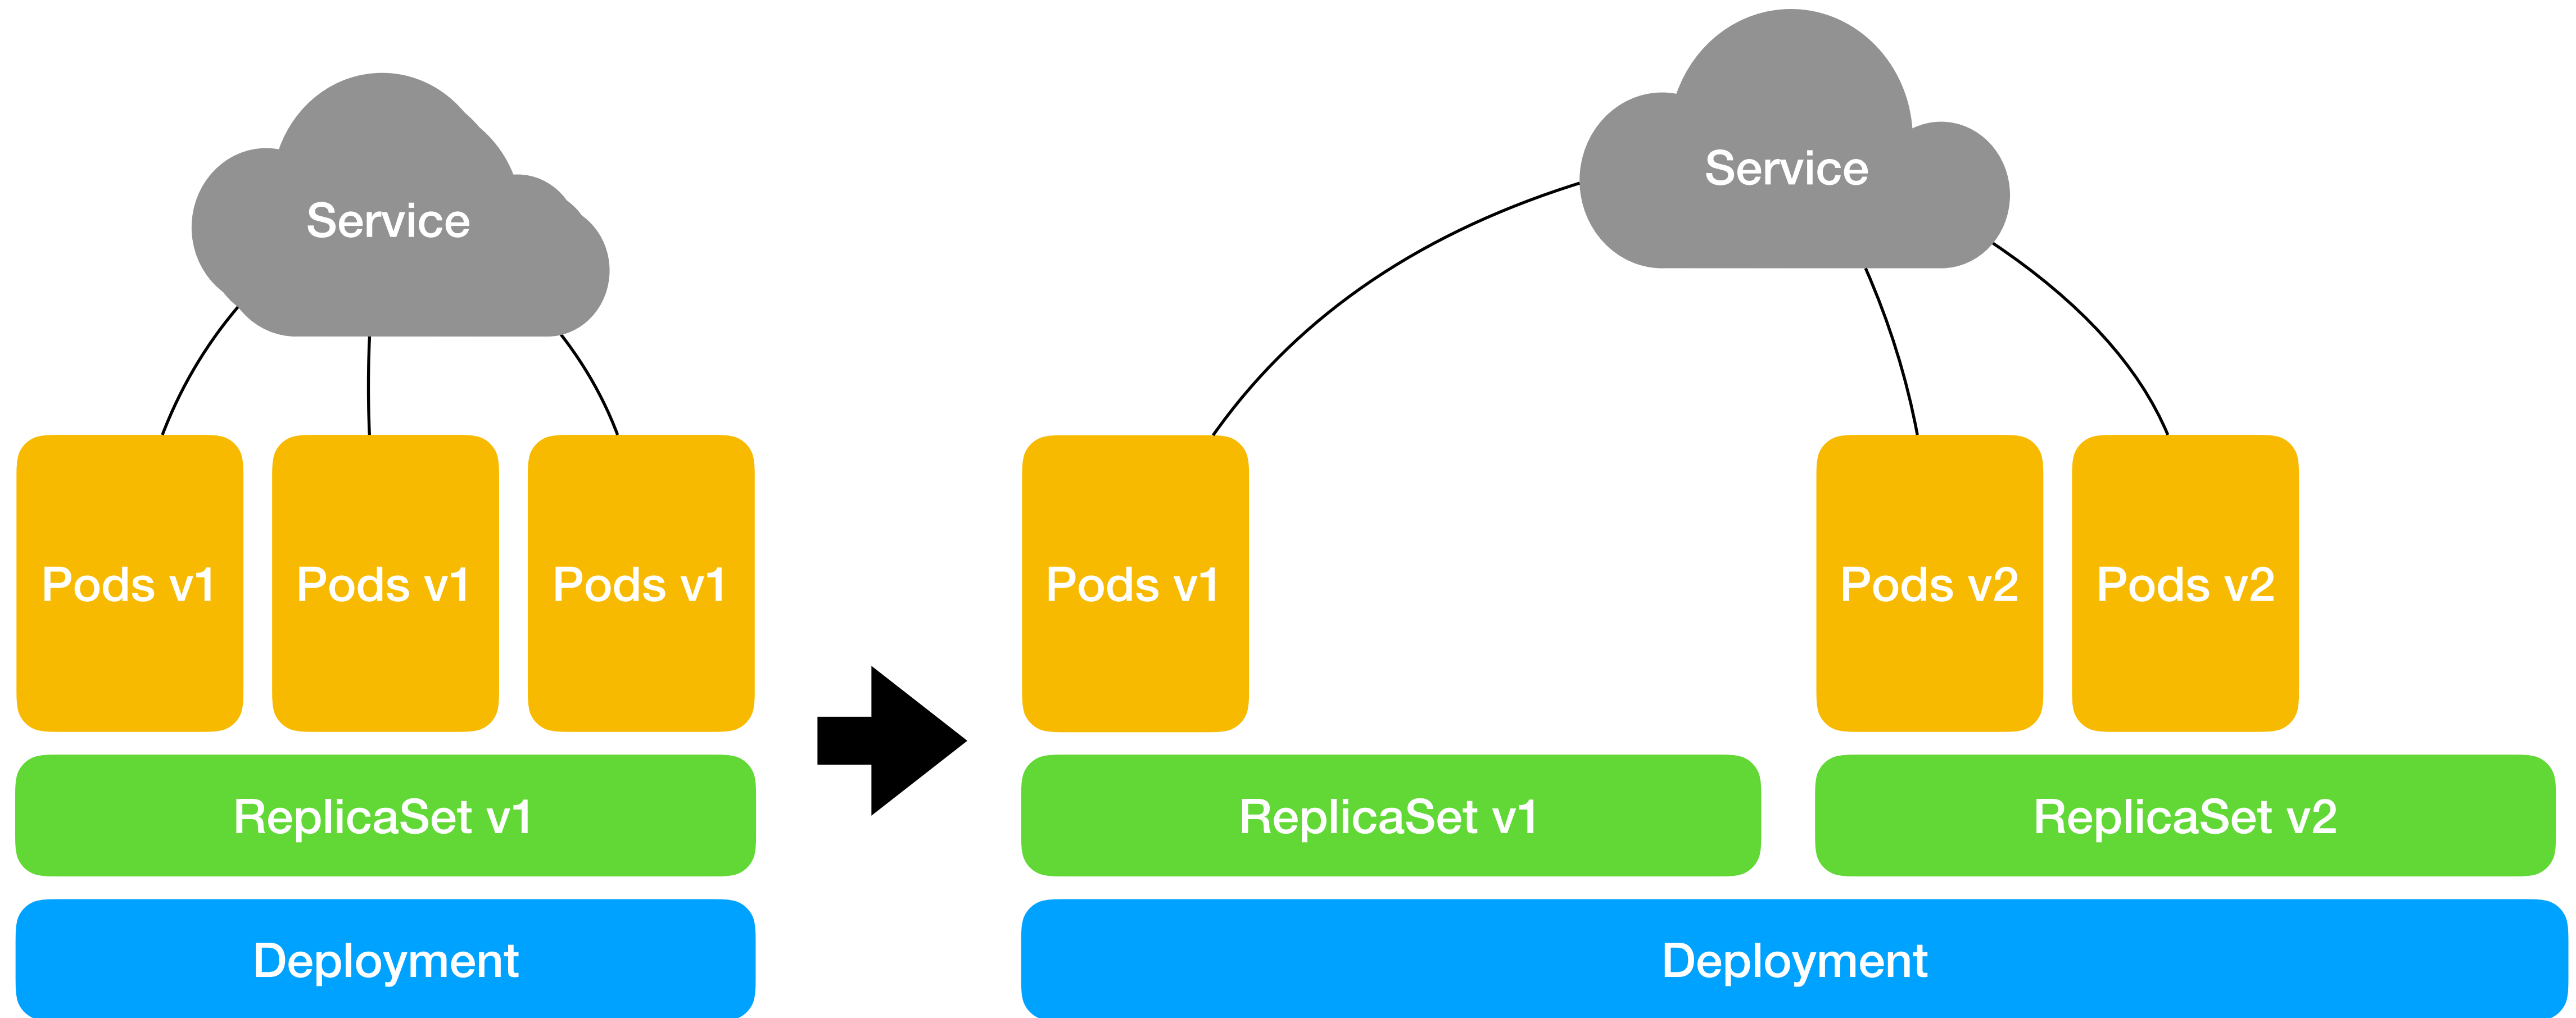 Service
Pods v1
Pods v1
Pods v1
ReplicaSet v1
Deployment
Service
Pods v1
Pods v2
Pods v2
ReplicaSet v1
ReplicaSet v2
Deployment